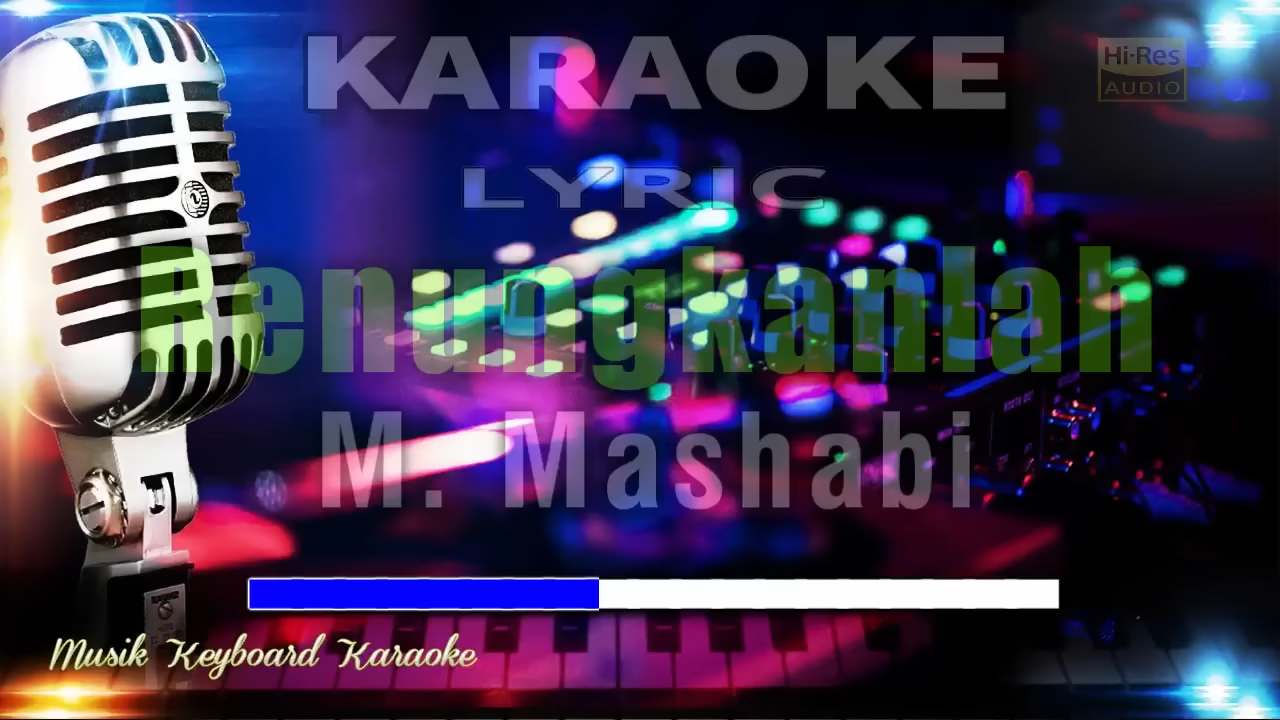 KARAOKE
Hi-Res
AUDIO
LYRIC
Renungkanlah
M. Mashabi
Musik Keyboard Karaoke